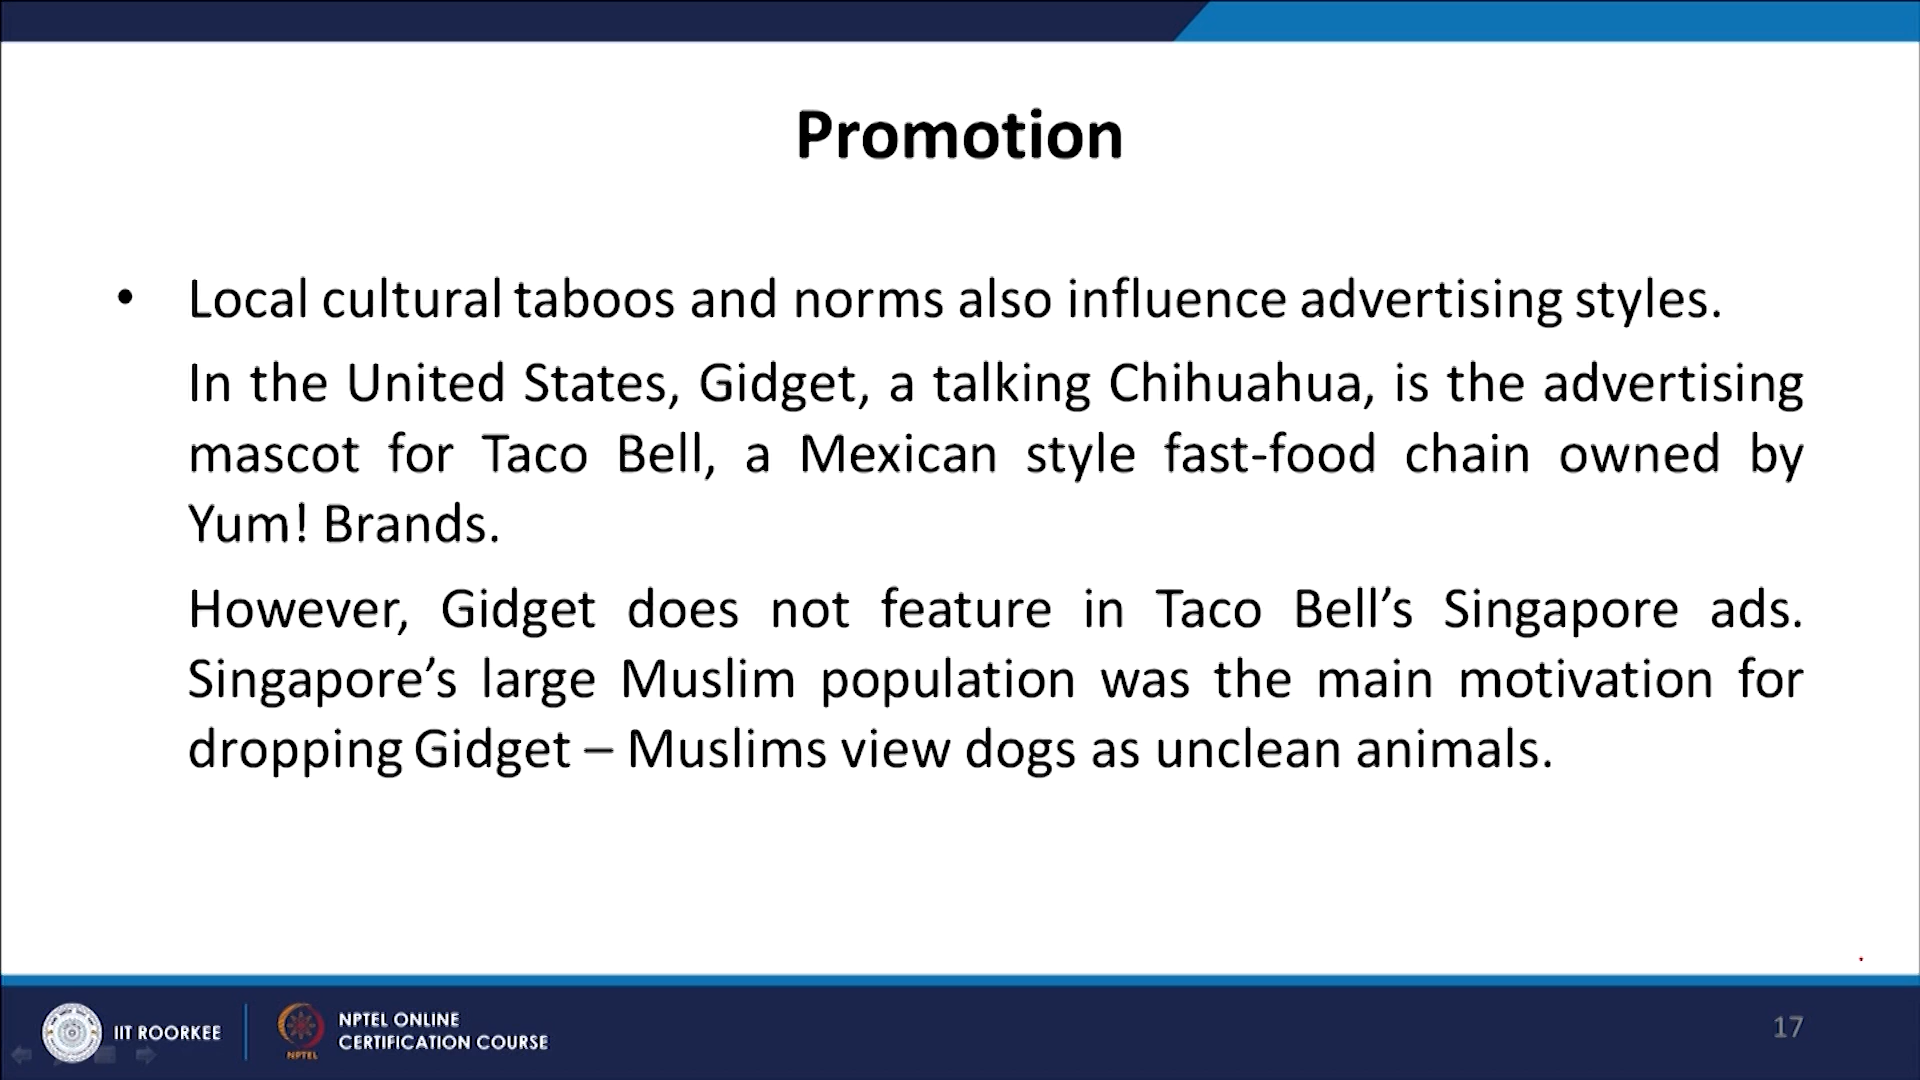 Promotion
• Local cultural taboos and norms also influence advertising styles.
In the United States, Gidget, a talking Chihuahua, is the advertising
mascot for Taco Bell, a Mexican style fast-food chain owned by
Yum! Brands.
However, Gidget does not feature in Taco Bell’s Singapore ads.
Singapore’s large Muslim population was the main motivation for
dropping Gidget – Muslims view dogs as unclean animals.
IIT ROORKEE
NPTEL
NPTEL ONLINE
CERTIFICATION COURSE
17